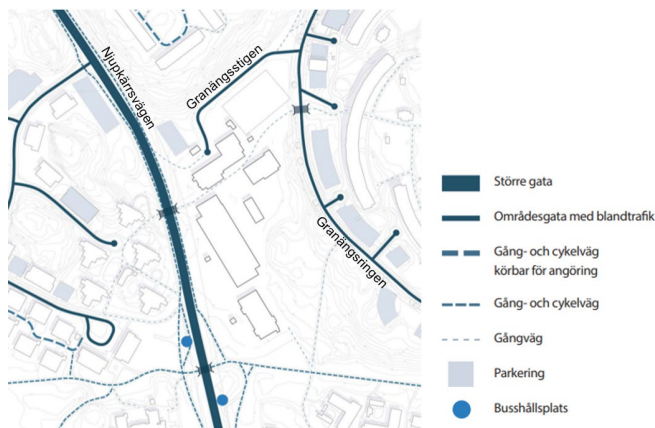 Njupkärrsvägen
Granängsstigen
Granängsringen
Större gata
Områdesgata med blandtrafik
Gång- och cykelväg
körbar för angöring
Gång- och cykelväg
Gångväg
Parkering
Busshållsplats